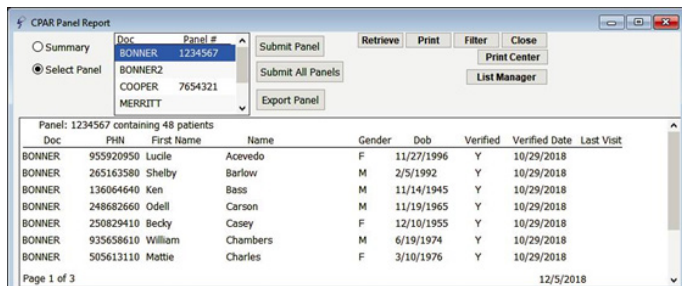 CPAR Panel Report
Summary
Select Panel
Doc Panel #
BONNER 1234567
BONNER2
COOPER 7654321
MERRITT
Submit Panel
Submit All Panels
Export Panel
Retrieve Print Filter Close
Print Center
List Manager
Panel: 1234567 containing 48 patients
Doc PHN First Name Name Gender Dob Verified Verified Date Last Visit
BONNER 955920950 Lucile Acevedo F 11/27/1996 Y 10/29/2018
BONNER 265163580 Shelby Barlow M 2/5/1992 Y 10/29/2018
BONNER 136064640 Ken Bass M 11/14/1945 Y 10/29/2018
BONNER 248682660 Odell Carson M 11/19/1965 Y 10/29/2018
BONNER 250829410 Becky Casey F 12/10/1955 Y 10/29/2018
BONNER 935658610 William Chambers M 6/19/1974 Y 10/29/2018
BONNER 505613110 Mattie Charles F 3/10/1976 Y 10/29/2018
Page 1 of 3 12/5/2018